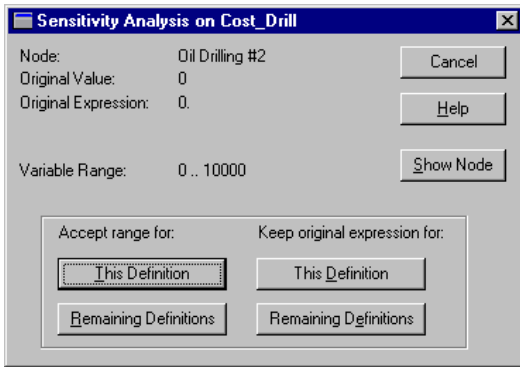 Sensitivity Analysis on Cost_Drill
Node: Oil Drilling #2
Original Value: 0
Original Expression: 0.
Variable Range: 0 .. 10000
Cancel
Help
Show Node
Accept range for: Keep original expression for:
This Definition This Definition
Remaining Definitions Remaining Definitions